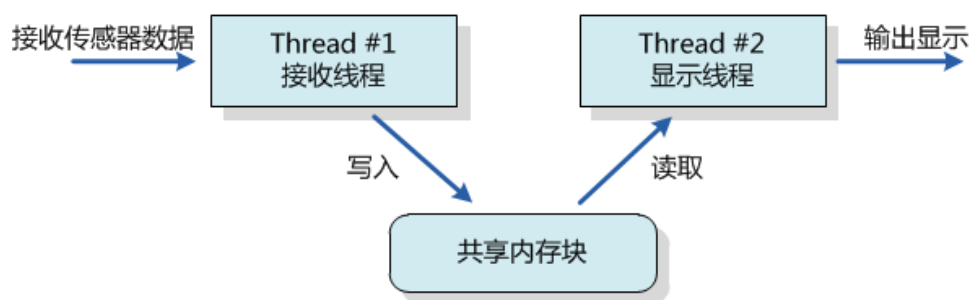 接收传感器数据
Thread #1
接收线程
Thread #2
显示线程
输出显示
写入
读取
共享内存块